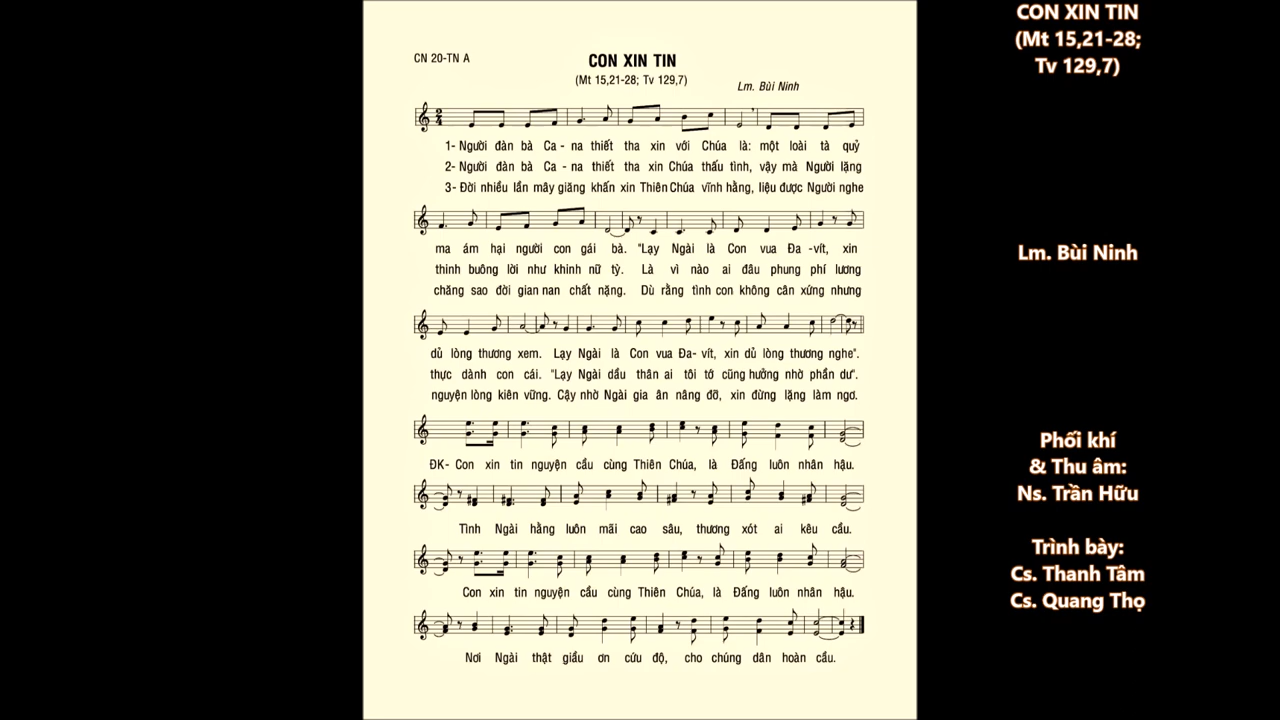 CN 20-TN A
CON XIN TIN
(Mt 15,21-28; Tv 129,7)
Lm. Bùi Ninh
1- Người đàn bà Ca - na thiết tha xin với Chúa là: một loài tà quỷ
2- Người đàn bà Ca - na thiết tha xin Chúa thấu tình, vậy mà Người lặng
3- Đời nhiều lần mây giăng khấn xin Thiên Chúa vĩnh hằng, liệu được Người nghe
ma ám hại người con gái bà. "Lạy Ngài là Con vua Đa -vít, xin
thinh buông lời như khinh nữ tỳ. Là vì nào ai đâu phung phí lương
chăng sao đời gian nan chất nặng. Dù rằng tình con không cân xứng nhưng
dủ lòng thương xem. Lạy Ngài là Con vua Đa- vít, xin dủ lòng thương nghe".
thực dành con cái. "Lạy Ngài dẩu thân ai tôi tớ cũng hưởng nhờ phần dư".
nguyện lòng kiên vững. Cậy nhờ Ngài gia ân nâng đỡ, xin đừng lặng làm ngơ.
ĐK- Con xin tin nguyện cầu cùng Thiên Chúa, là Đấng luôn nhân hậu.
Tình Ngài hằng luôn mãi cao sâu, thương xót ai kêu cầu.
Con xin tin nguyện cầu cùng Thiên Chúa, là Đấng luôn nhân hậu.
Nơi Ngài thật giầu ơn cứu độ, cho chúng dân hoàn cầu.
CON XIN TIN
(Mt 15,21-28;
Tv 129,7)
Lm. Bùi Ninh
Phối khí
& Thu âm:
Ns. Trần Hữu
Trình bày:
Cs. Thanh Tâm
Cs. Quang Thọ